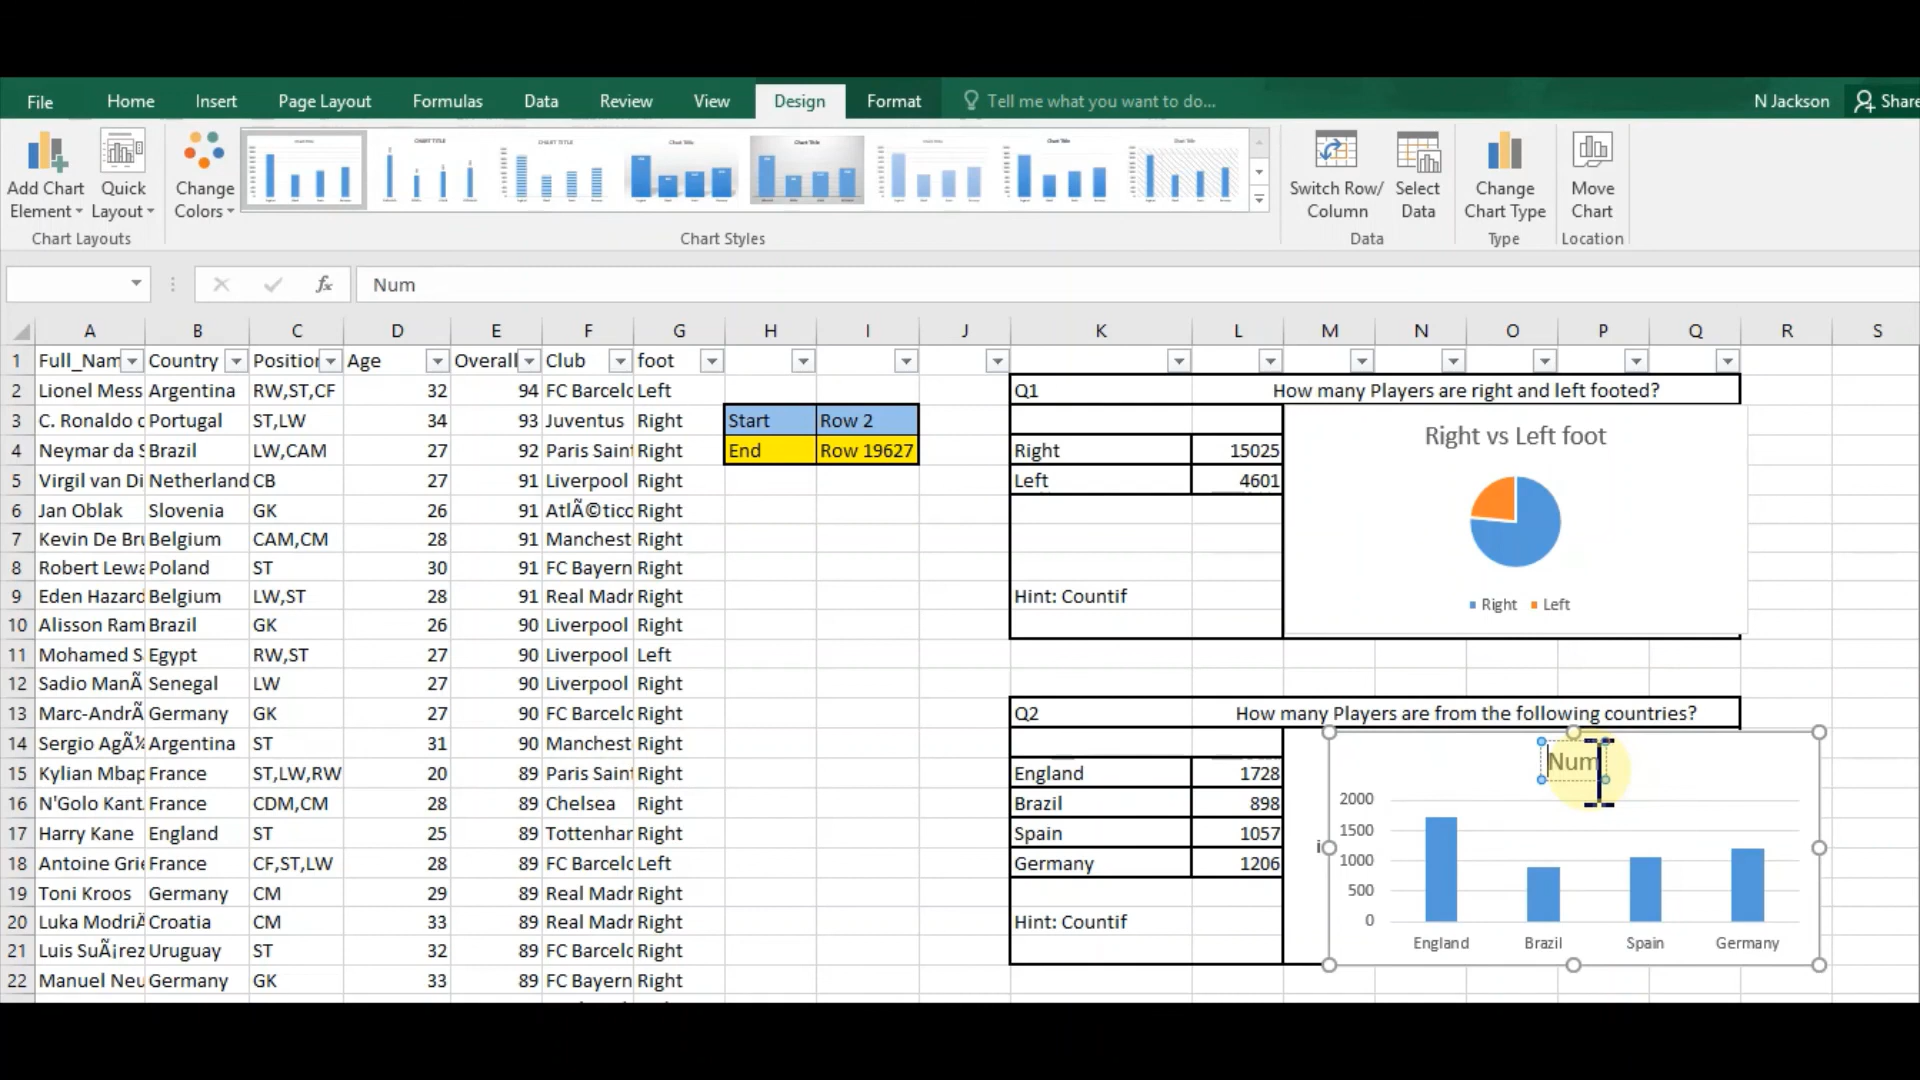 File Home Insert Page Layout Formulas Data Review View Design Format Tell me what you want to do... N Jackson Share
Add Chart Element Quick Layout Change Colors Switch Row/ Column Select Data Change Chart Type Move Chart
Chart Layouts Chart Styles Data Type Location
Num
A B C D E F G H I J K L M N O P Q R S
1 Full_Nam Country Position Age Overall Club foot
2 Lionel Mess Argentina RW,ST,CF 32 94 FC Barcelo Left Q1 How many Players are right and left footed?
3 C. Ronaldo d Portugal ST,LW 34 93 Juventus Right Start Row 2
Right vs Left foot
4 Neymar da S Brazil LW,CAM 27 92 Paris Saint Right End Row 19627 Right 15025
5 Virgil van Di Netherland CB 27 91 Liverpool Right Left 4601
6 Jan Oblak Slovenia GK 26 91 AtlÃ©tico Right
7 Kevin De Bru Belgium CAM,CM 28 91 Manchest Right
8 Robert Lewa Poland ST 30 91 FC Bayern Right
9 Eden Hazard Belgium LW,ST 28 91 Real Madr Right Hint: Countif
Right Left
10 Alisson Ram Brazil GK 26 90 Liverpool Right
11 Mohamed S Egypt RW,ST 27 90 Liverpool Left
12 Sadio ManÃ Senegal LW 27 90 Liverpool Right
13 Marc-AndrÃ Germany GK 27 90 FC Barcelo Right Q2 How many Players are from the following countries?
14 Sergio AgÃ¼ Argentina ST 31 90 Manchest Right
Num
15 Kylian Mbap France ST,LW,RW 20 89 Paris Saint Right England 1728
16 N'Golo Kant France CDM,CM 28 89 Chelsea Right Brazil 898 2000
17 Harry Kane England ST 25 89 Tottenhar Right Spain 1057 1500
18 Antoine Grie France CF,ST,LW 28 89 FC Barcelo Left Germany 1206 1000
19 Toni Kroos Germany CM 29 89 Real Madr Right 500
20 Luka ModriÄ Croatia CM 33 89 Real Madr Right Hint: Countif 0
21 Luis SuÃ¡rez Uruguay ST 32 89 FC Barcelo Right England Brazil Spain Germany
22 Manuel Neu Germany GK 33 89 FC Bayern Right